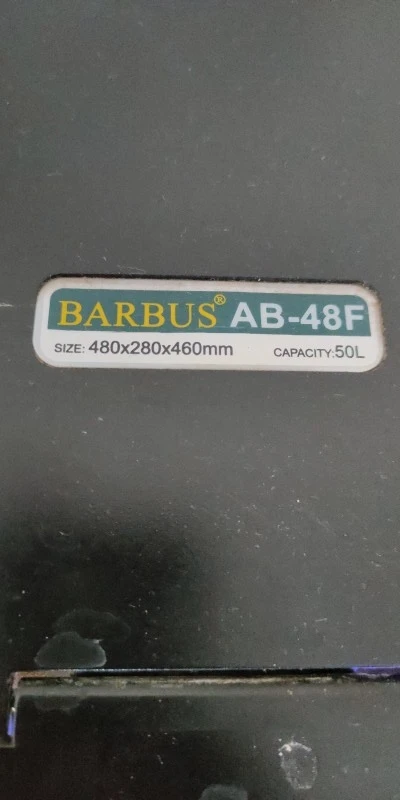 BARBUS® AB-48F
SIZE: 480x280x460mm CAPACITY:50L